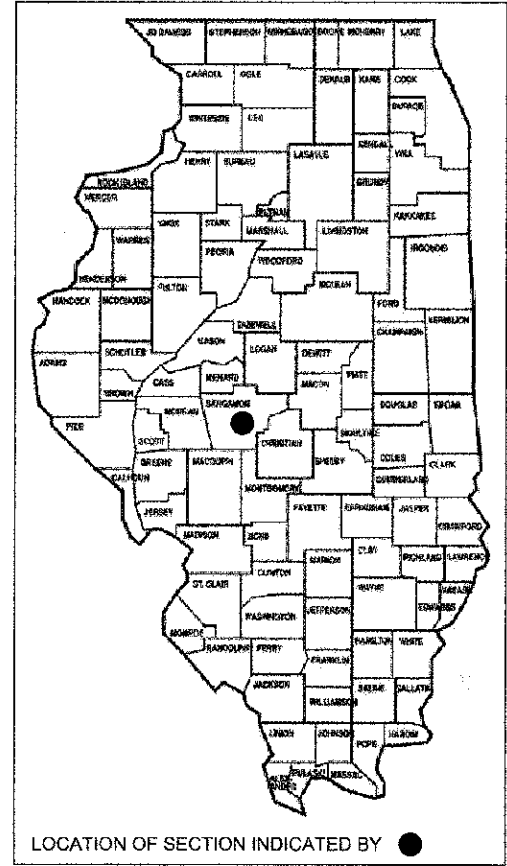 JO DAVIESS STEPHENSON WINNEBAGO BOONE MCHENRY LAKE
CARROLL OGLE DEKALB KANE COOK
DUPAGE
WHITESIDE LEE
KENDALL WILL
HENRY BUREAU LASALLE
ROCK ISLAND GRUNDY
MERCER PUTNAM KANKAKEE
KNOX STARK MARSHALL LIVINGSTON
WARREN PEORIA IROQUOIS
WOODFORD
HENDERSON FULTON MCLEAN FORD
HANCOCK MCDONOUGH TAZEWELL VERMILION
MASON CHAMPAIGN
SCHUYLER LOGAN DEWITT
ADAMS CASS MENARD PIATT
BROWN MACON
SANGAMON DOUGLAS EDGAR
PIKE MORGAN
SCOTT CHRISTIAN MOULTRIE
COLES
GREENE MACOUPIN SHELBY CLARK
CALHOUN CUMBERLAND
MONTGOMERY
JERSEY FAYETTE EFFINGHAM JASPER
CRAWFORD
MADISON BOND
CLAY RICHLAND LAWRENCE
CLINTON MARION
ST. CLAIR WAYNE WABASH
EDWARDS
WASHINGTON JEFFERSON
MONROE
RANDOLPH PERRY HAMILTON WHITE
FRANKLIN
JACKSON SALINE GALLATIN
WILLIAMSON
UNION JOHNSON POPE HARDIN
ALEXANDER PULASKI MASSAC
LOCATION OF SECTION INDICATED BY